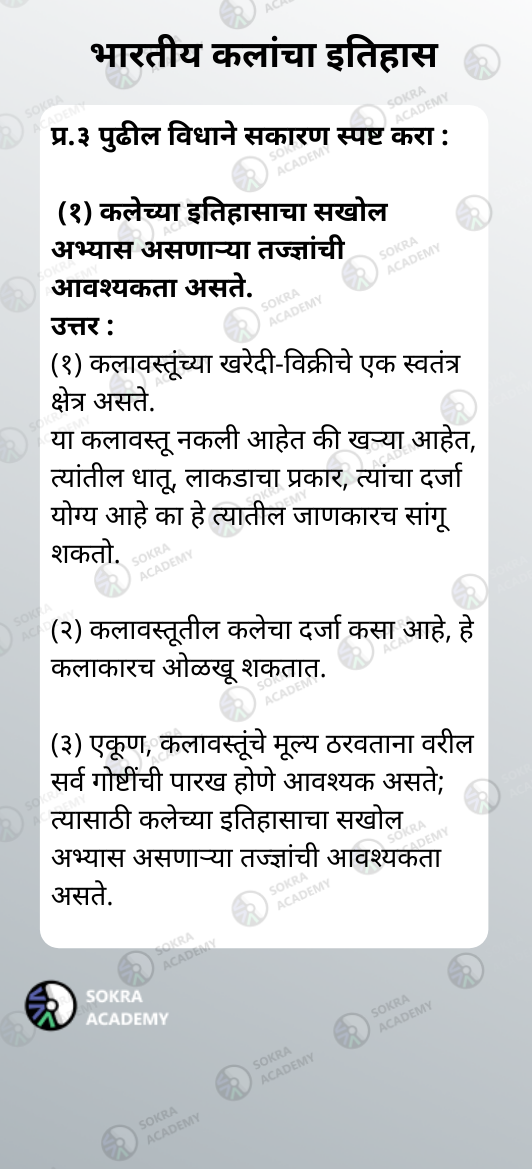 भारतीय कलांचा इतिहास
प्र.३ पुढील विधाने सकारण स्पष्ट करा :
(१) कलेच्या इतिहासाचा सखोल
अभ्यास असणाऱ्या तज्ज्ञांची
आवश्यकता असते.
उत्तर :
(१) कलावस्तूंच्या खरेदी-विक्रीचे एक स्वतंत्र
क्षेत्र असते.
या कलावस्तू नकली आहेत की खऱ्या आहेत,
त्यांतील धातू, लाकडाचा प्रकार, त्यांचा दर्जा
योग्य आहे का हे त्यातील जाणकारच सांगू
शकतो.
(२) कलावस्तूतील कलेचा दर्जा कसा आहे, हे
कलाकारच ओळखू शकतात.
(३) एकूण, कलावस्तूंचे मूल्य ठरवताना वरील
सर्व गोष्टींची पारख होणे आवश्यक असते;
त्यासाठी कलेच्या इतिहासाचा सखोल
अभ्यास असणाऱ्या तज्ज्ञांची आवश्यकता
असते.
SOKRA
ACADEMY